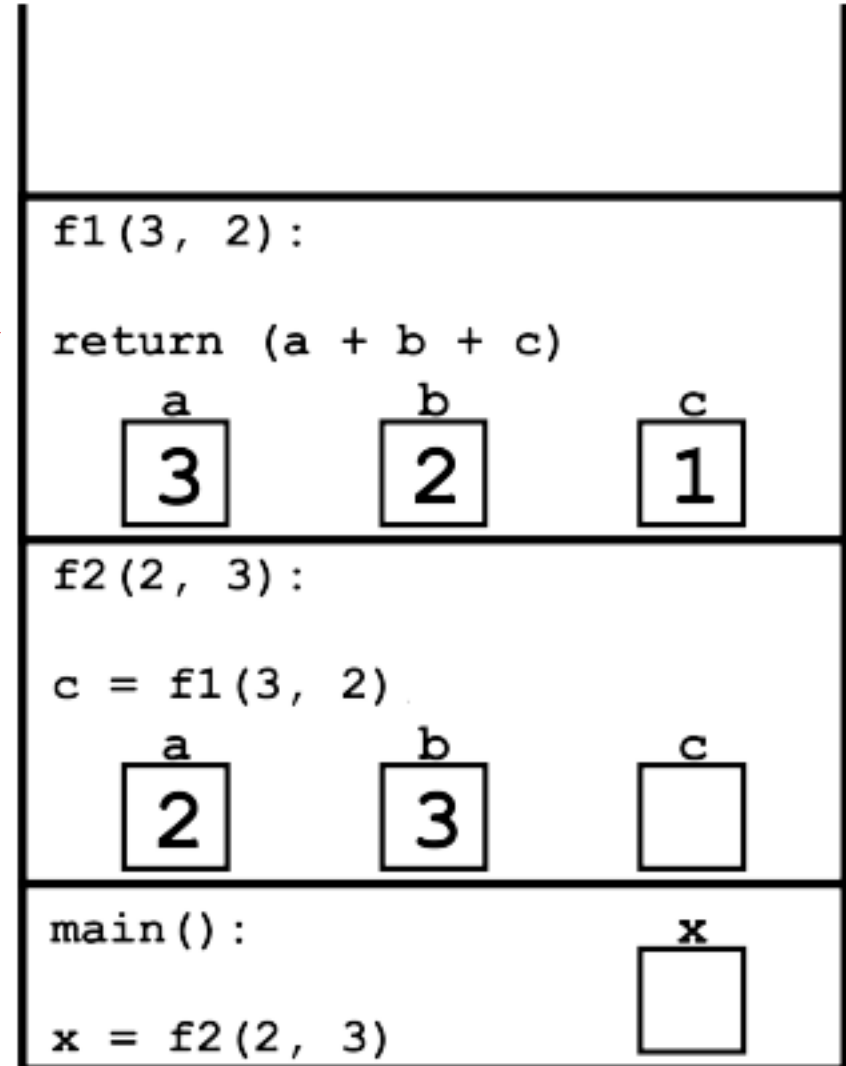 f1(3, 2):
return (a + b + c)
a b c
3 2 1
f2(2, 3):
c = f1(3, 2)
a b c
2 3
main():
x
x = f2(2, 3)